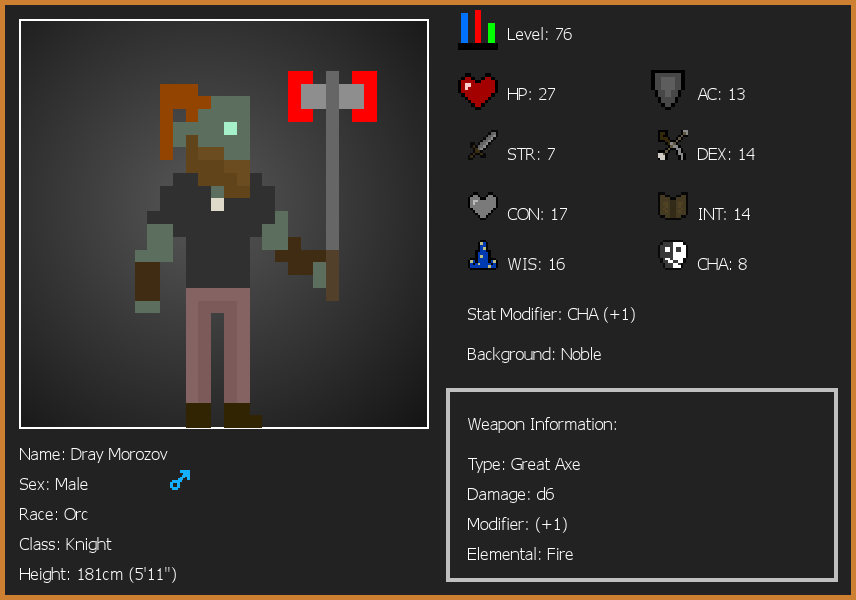 Level: 76
HP: 27
AC: 13
STR: 7
DEX: 14
CON: 17
INT: 14
WIS: 16
CHA: 8
Stat Modifier: CHA (+1)
Background: Noble
Weapon Information:
Type: Great Axe
Damage: d6
Modifier: (+1)
Elemental: Fire
Name: Dray Morozov
Sex: Male
Race: Orc
Class: Knight
Height: 181cm (5'11")